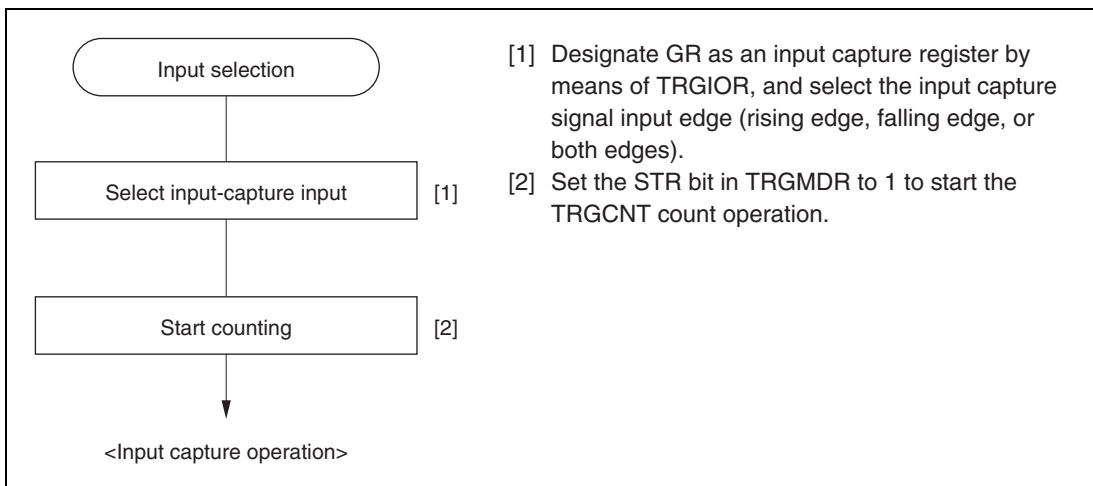 Input selection
Select input-capture input
[1]
Start counting
[2]
<Input capture operation>
[1] Designate GR as an input capture register by
means of TRGIOR, and select the input capture
signal input edge (rising edge, falling edge, or
both edges).
[2] Set the STR bit in TRGMDR to 1 to start the
TRGCNT count operation.